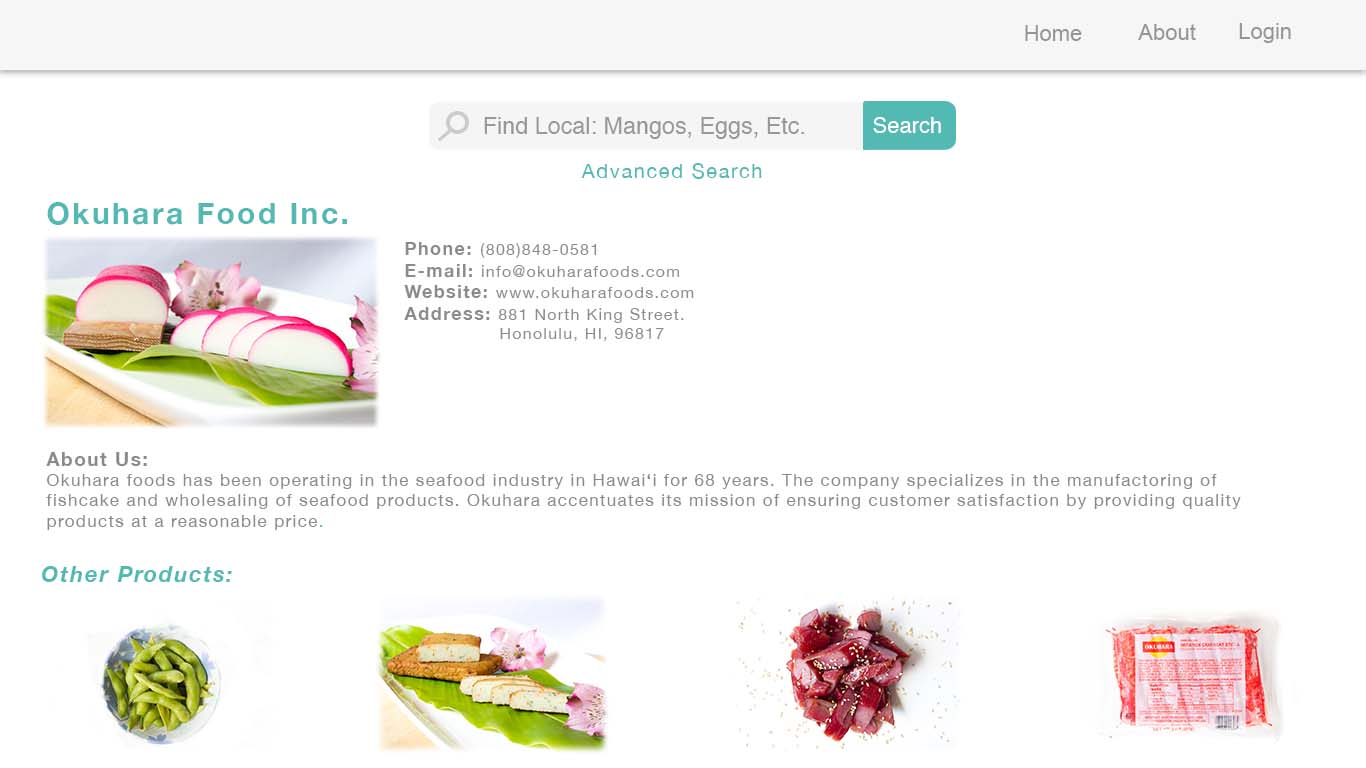 Home About Login
Find Local: Mangos, Eggs, Etc. Search
Advanced Search
Okuhara Food Inc.
Phone: (808)848-0581
E-mail: info@okuharafoods.com
Website: www.okuharafoods.com
Address: 881 North King Street.
Honolulu, HI, 96817
About Us:
Okuhara foods has been operating in the seafood industry in Hawaiʻi for 68 years. The company specializes in the manufactoring of
fishcake and wholesaling of seafood products. Okuhara accentuates its mission of ensuring customer satisfaction by providing quality
products at a reasonable price.
Other Products:
OKUHARA